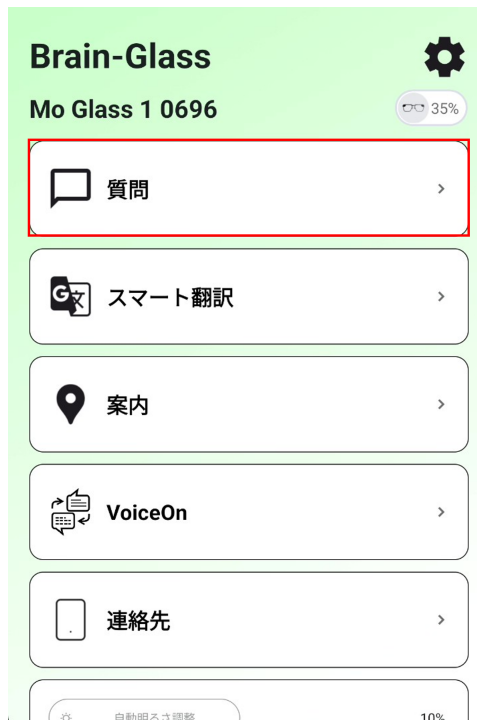 Brain-Glass
Mo Glass 1 0696
35%
質問
スマート翻訳
案内
VoiceOn
連絡先
自動明るさ調整
10%